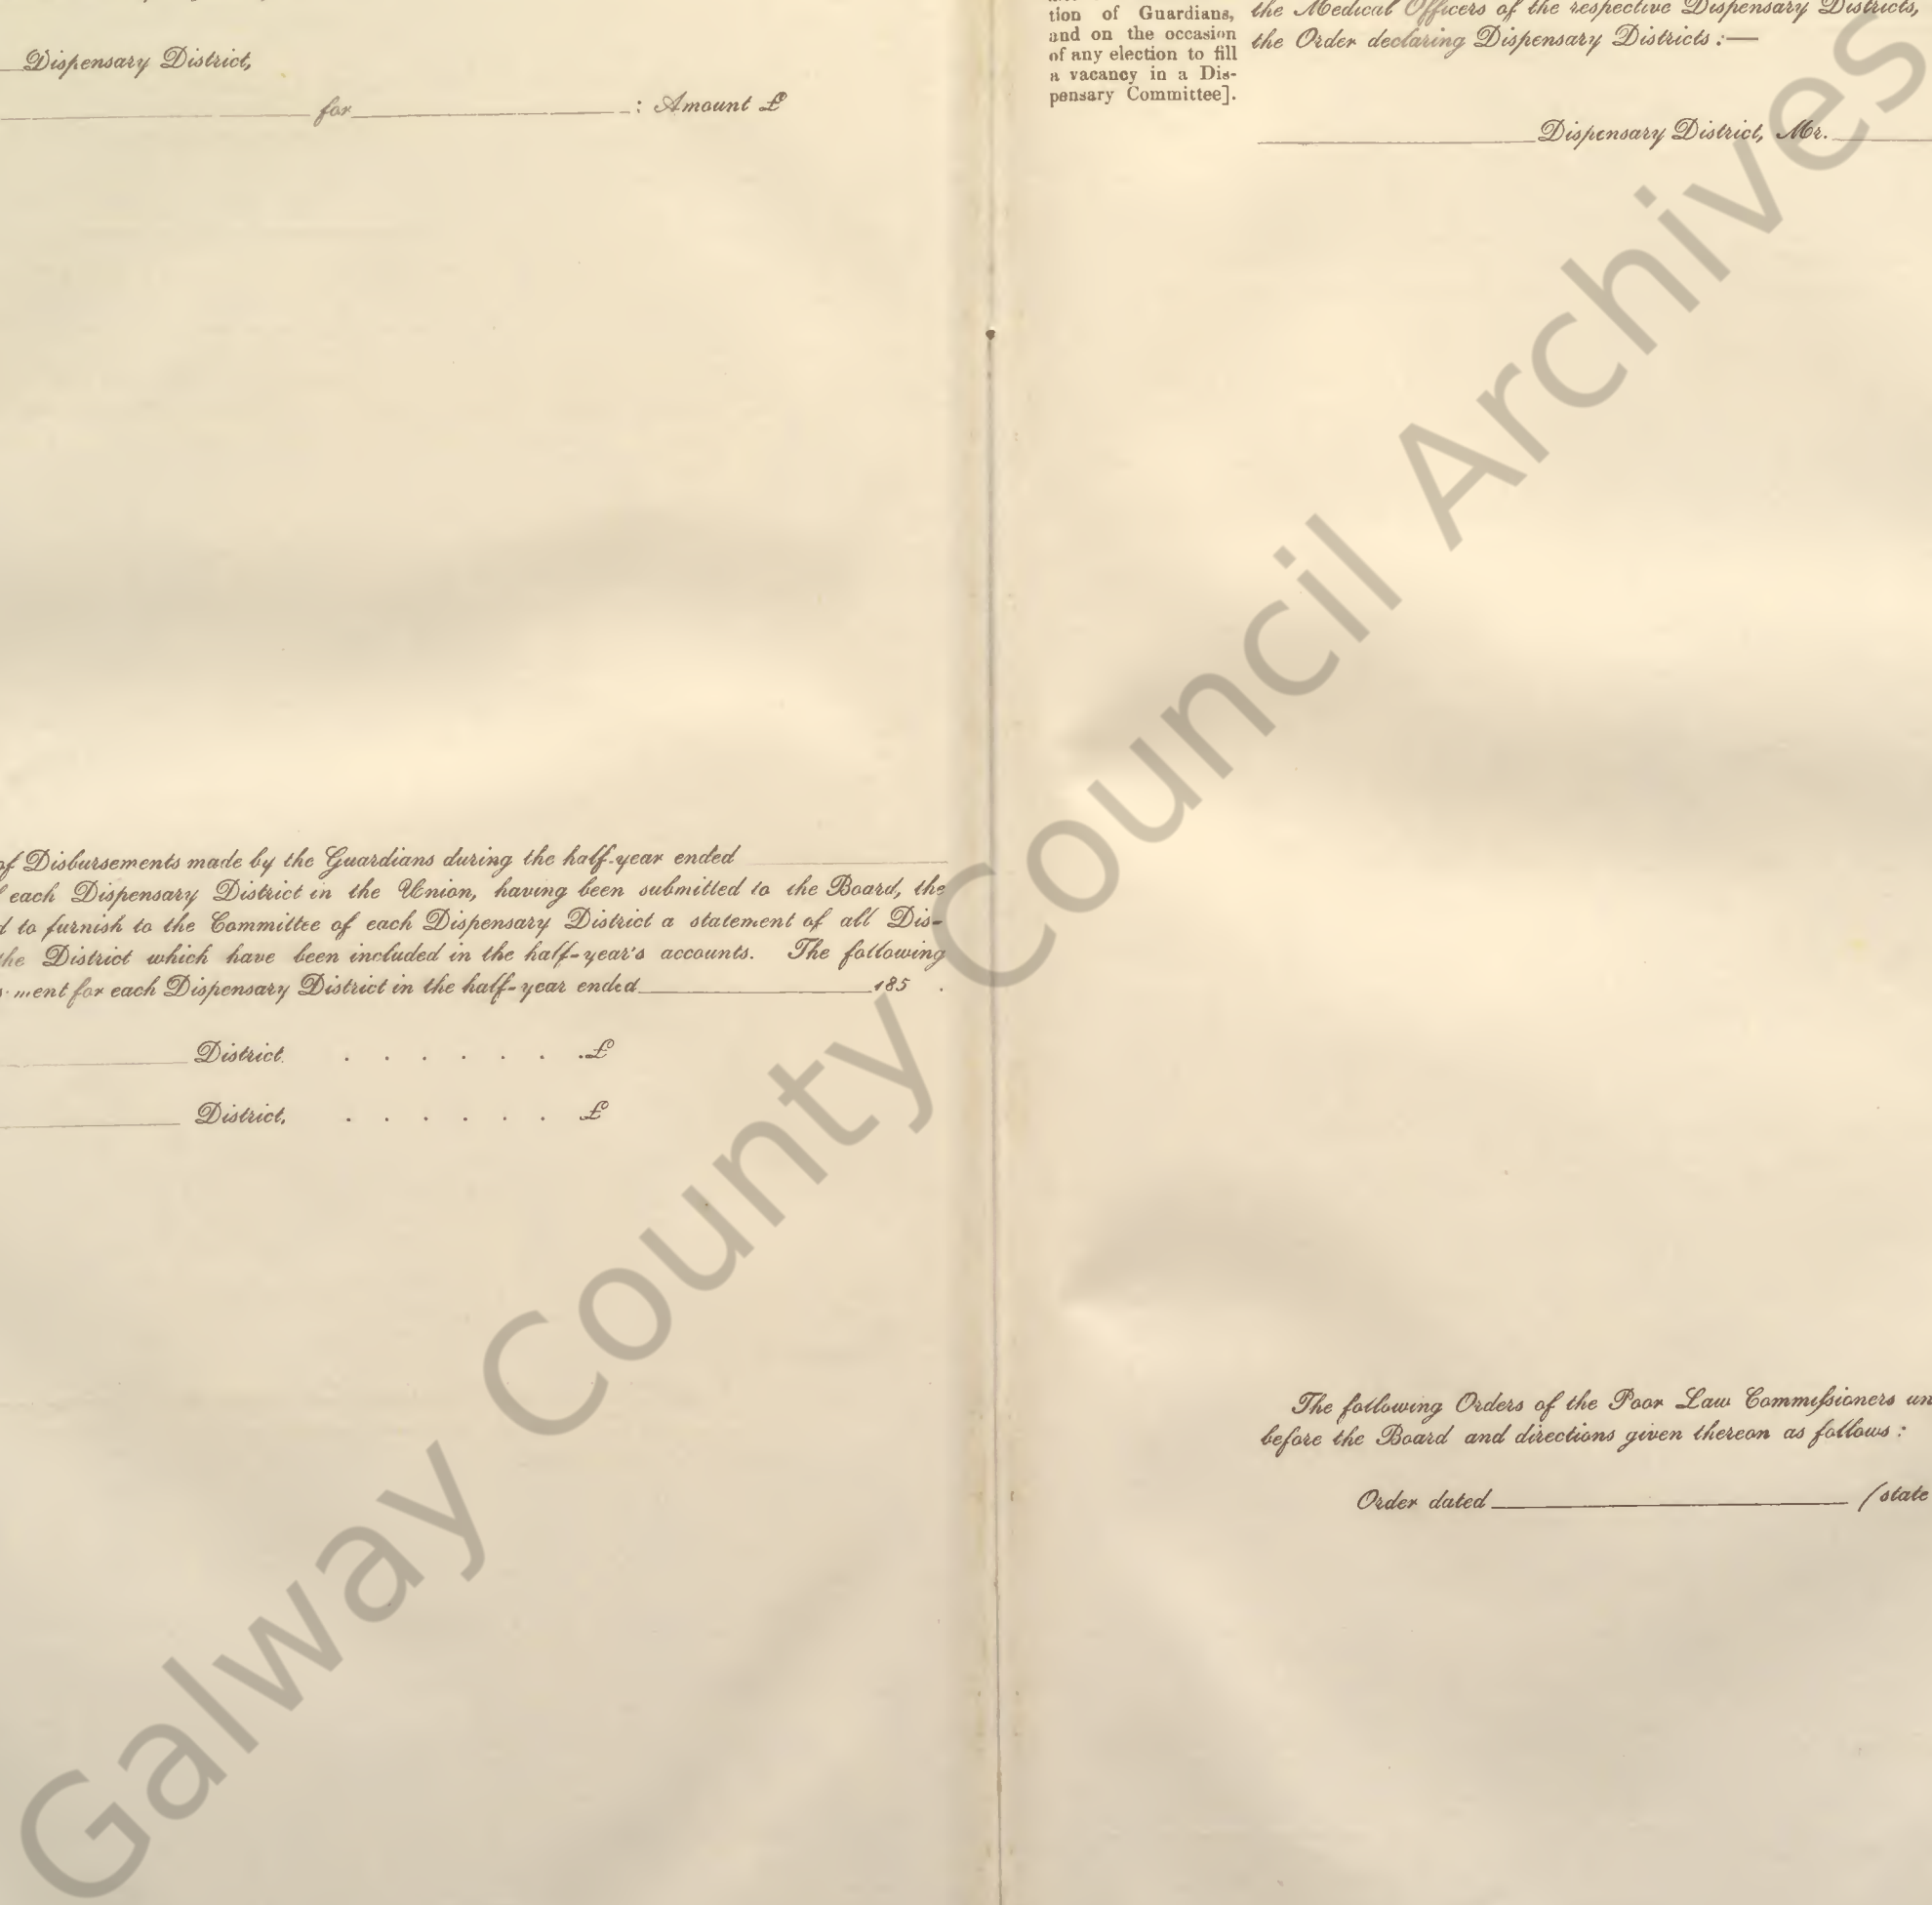 Dispensary District,
for : Amount £
of Disbursements made by the Guardians during the half-year ended
each Dispensary District in the Union, having been submitted to the Board, the
d to furnish to the Committee of each Dispensary District a statement of all Dis-
the District which have been included in the half-year's accounts. The following
ment for each Dispensary District in the half-year ended 185 .
District . . . . . . £
District. . . . . . . £
tion of Guardians,
and on the occasion
of any election to fill
a vacancy in a Dis-
pensary Committee].
the Medical Officers of the respective Dispensary Districts,
the Order declaring Dispensary Districts :—
Dispensary District, Mr.
The following Orders of the Poor Law Commissioners un
before the Board and directions given thereon as follows :
Order dated (state
Galway County Council Archives